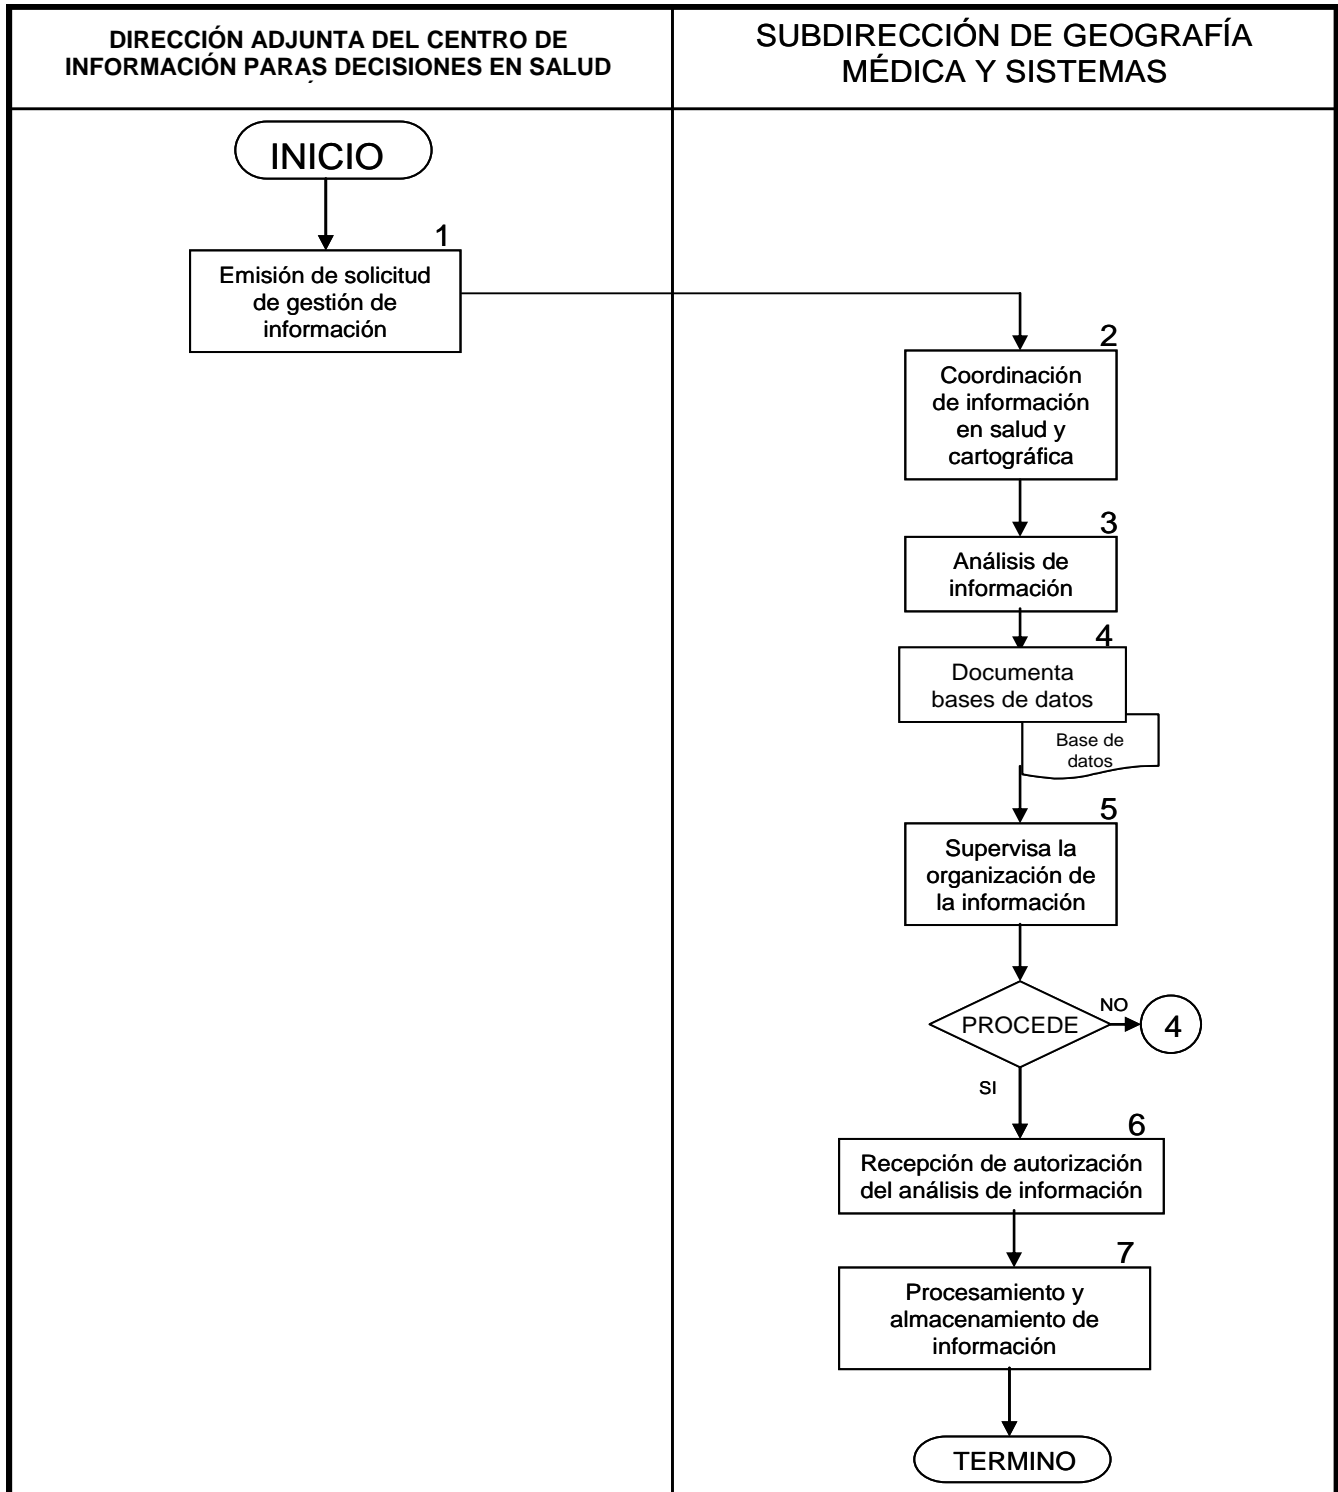 DIRECCIÓN ADJUNTA DEL CENTRO DE
INFORMACIÓN PARAS DECISIONES EN SALUD
SUBDIRECCIÓN DE GEOGRAFÍA
MÉDICA Y SISTEMAS
INICIO
1
Emisión de solicitud
de gestión de
información
2
Coordinación
de información
en salud y
cartográfica
3
Análisis de
información
4
Documenta
bases de datos
Base de
datos
5
Supervisa la
organización de
la información
PROCEDE
NO
4
SI
6
Recepción de autorización
del análisis de información
7
Procesamiento y
almacenamiento de
información
TERMINO